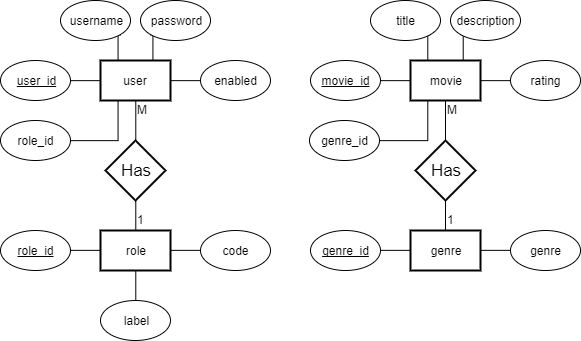 username
password
user_id
user
enabled
M
role_id
Has
1
role_id
role
code
label
title
description
movie_id
movie
rating
M
genre_id
Has
1
genre_id
genre
genre